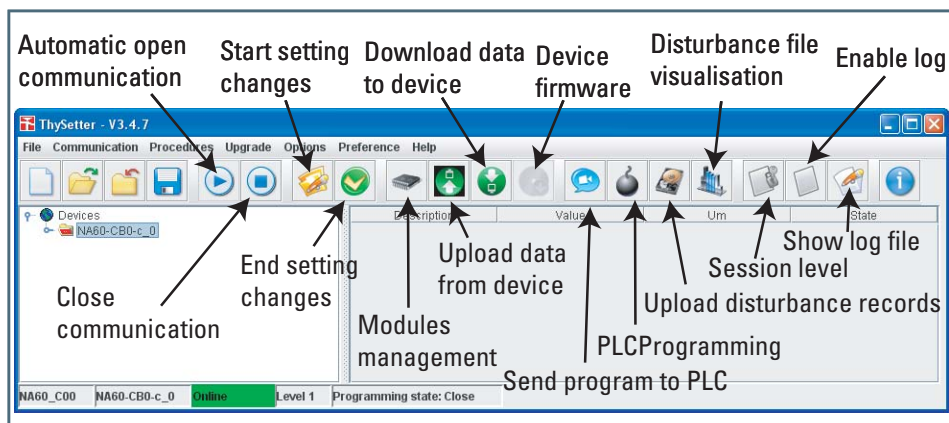 Automatic open
communication
Start setting
changes
Download data
to device
Device
firmware
Disturbance file
visualisation
Enable log
ThySetter - V3.4.7
File Communication Procedures Upgrade Options Preference Help
Devices
NA60-CB0-c_0
Description Value Um State
Close
communication
End setting
changes
Modules
management
Upload data
from device
Send program to PLC
PLCProgramming
Upload disturbance records
Session level
Show log file
NA60_C00 NA60-CB0-c_0 Online Level 1 Programming state: Close